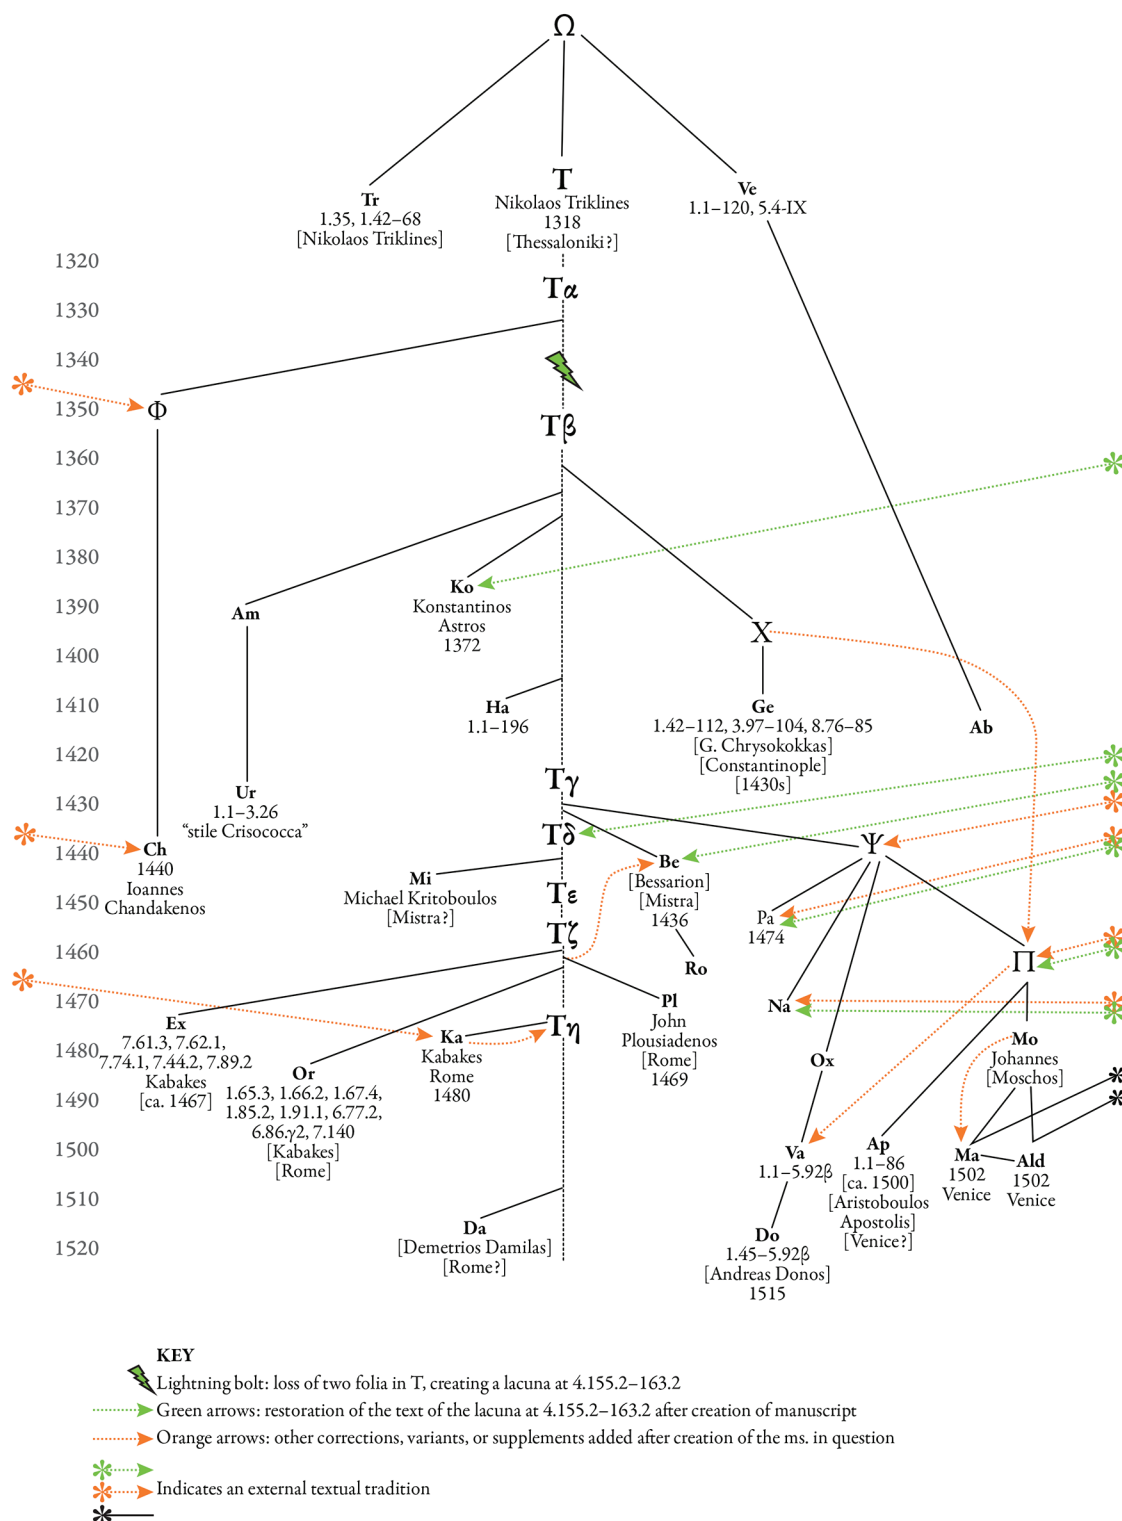 Ω
Tr
1.35, 1.42–68
[Nikolaos Triklines]
T
Nikolaos Triklines
1318
[Thessaloniki?]
Ve
1.1–120, 5.4-IX
1320
Tα
1330
1340
1350
Φ
Tβ
1360
1370
1380
Ko
Konstantinos
Astros
1372
1390
Am
X
1400
1410
Ha
1.1–196
Ge
1.42–112, 3.97–104, 8.76–85
[G. Chrysokokkas]
[Constantinople]
[1430s]
Ab
1420
Tγ
1430
Ur
1.1–3.26
“stile Crisococca”
Tδ
Ψ
1440
Ch
1440
Ioannes
Chandakenos
Mi
Michael Kritoboulos
[Mistra?]
Be
[Bessarion]
[Mistra]
1436
1450
Tε
Pa
1474
Tζ
1460
Π
Ro
1470
Ex
7.61.3, 7.62.1,
7.74.1, 7.44.2, 7.89.2
Kabakes
[ca. 1467]
Pl
John
Plousiadenos
[Rome]
1469
Na
Tη
1480
Ka
Kabakes
Rome
1480
Mo
Johannes
[Moschos]
Or
1.65.3, 1.66.2, 1.67.4,
1.85.2, 1.91.1, 6.77.2,
6.86.γ2, 7.140
[Kabakes]
[Rome]
Ox
1490
1500
Va
1.1–5.92β
Ap
1.1–86
[ca. 1500]
[Aristoboulos
Apostolis]
[Venice?]
Ma
1502
Venice
Ald
1502
Venice
1510
Da
[Demetrios Damilas]
[Rome?]
Do
1.45–5.92β
[Andreas Donos]
1515
1520
KEY
Lightning bolt: loss of two folia in T, creating a lacuna at 4.155.2–163.2
Green arrows: restoration of the text of the lacuna at 4.155.2–163.2 after creation of manuscript
Orange arrows: other corrections, variants, or supplements added after creation of the ms. in question
Indicates an external textual tradition